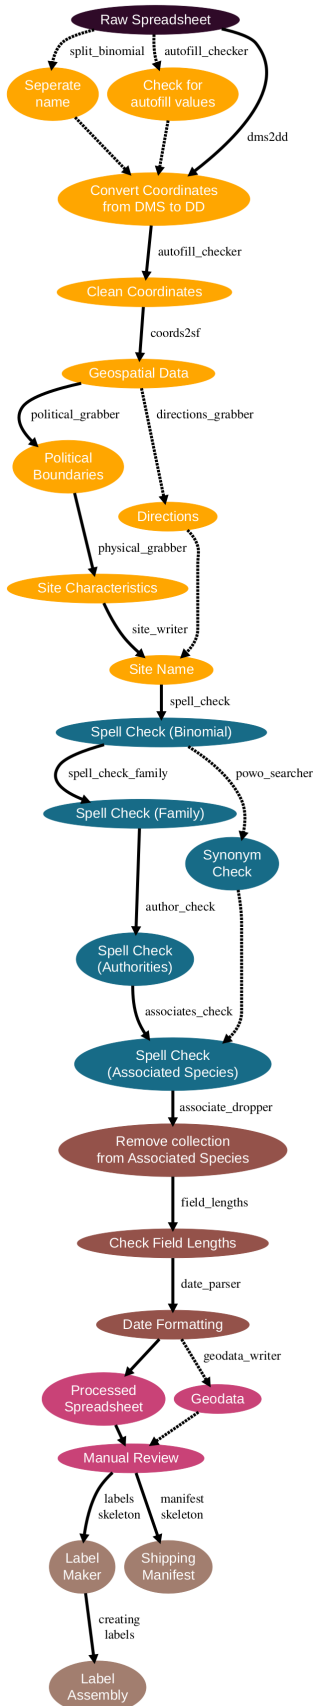 Raw Spreadsheet
split_binomial
autofill_checker
Seperate
name
Check for
autofill values
dms2dd
Convert Coordinates
from DMS to DD
autofill_checker
Clean Coordinates
coords2sf
Geospatial Data
political_grabber
directions_grabber
Political
Boundaries
Directions
physical_grabber
Site Characteristics
site_writer
Site Name
spell_check
Spell Check (Binomial)
spell_check_family
powo_searcher
Spell Check (Family)
Synonym
Check
author_check
Spell Check
(Authorities)
associates_check
Spell Check
(Associated Species)
associate_dropper
Remove collection
from Associated Species
field_lengths
Check Field Lengths
date_parser
Date Formatting
geodata_writer
Processed
Spreadsheet
Geodata
Manual Review
labels
skeleton
manifest
skeleton
Label
Maker
Shipping
Manifest
creating
labels
Label
Assembly